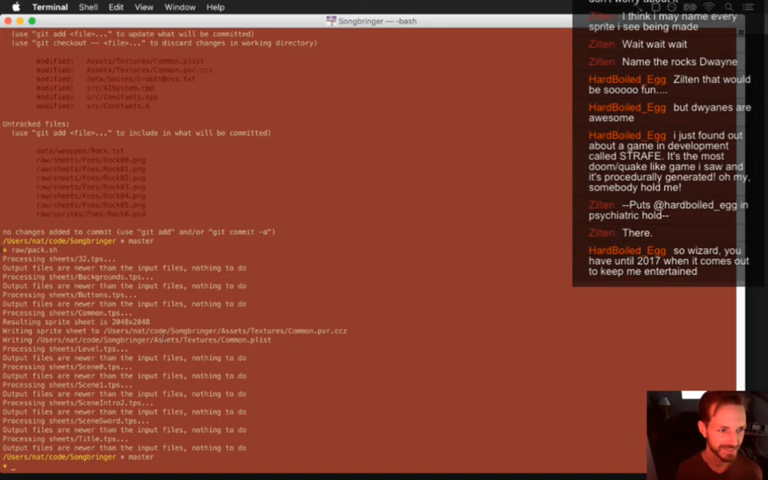 Terminal Shell Edit View Window Help
Songbringer — -bash
(use "git add <file>..." to update what will be committed)
(use "git checkout -- <file>..." to discard changes in working directory)
modified: Assets/Textures/Common.plist
modified: Assets/Textures/Common.pvr.ccz
modified:
modified: src/AISystem.cpp
modified: src/Constants.cpp
modified: src/Constants.h
Untracked files:
(use "git add <file>..." to include in what will be committed)
data/weapons/Rock.txt
raw/sheets/Foes/Rock00.png
raw/sheets/Foes/Rock01.png
raw/sheets/Foes/Rock02.png
raw/sheets/Foes/Rock03.png
raw/sheets/Foes/Rock04.png
raw/sheets/Foes/Rock05.png
raw/sprites/Foes/Rock0.psd
no changes added to commit (use "git add" and/or "git commit -a")
/Users/nat/code/Songbringer * master
* raw/pack.sh
Processing sheets/32.tps...
Output files are newer than the input files, nothing to do
Processing sheets/Backgrounds.tps...
Output files are newer than the input files, nothing to do
Processing sheets/Buttons.tps...
Output files are newer than the input files, nothing to do
Processing sheets/Common.tps...
Resulting sprite sheet is 2048x2048
Writing sprite sheet to /Users/nat/code/Songbringer/Assets/Textures/Common.pvr.ccz
Writing /Users/nat/code/Songbringer/Assets/Textures/Common.plist
Processing sheets/Level.tps...
Output files are newer than the input files, nothing to do
Processing sheets/Scene0.tps...
Output files are newer than the input files, nothing to do
Processing sheets/Scene1.tps...
Output files are newer than the input files, nothing to do
Processing sheets/SceneIntro2.tps...
Output files are newer than the input files, nothing to do
Processing sheets/SceneSword.tps...
Output files are newer than the input files, nothing to do
Processing sheets/Title.tps...
Output files are newer than the input files, nothing to do
/Users/nat/code/Songbringer * master
* _
don't worry about it
Zilten I think i may name every
sprite i see being made
Zilten Wait wait wait
Zilten Name the rocks Dwayne
HardBoiled_Egg Zilten that would
be sooooo fun....
HardBoiled_Egg but dwyanes are
awesome
HardBoiled_Egg i just found out
about a game in development
called STRAFE. It's the most
doom/quake like game i saw and
it's procedurally generated! oh my,
somebody hold me!
Zilten --Puts @hardboiled_egg in
psychiatric hold--
Zilten There.
HardBoiled_Egg so wizard, you
have until 2017 when it comes out
to keep me entertained